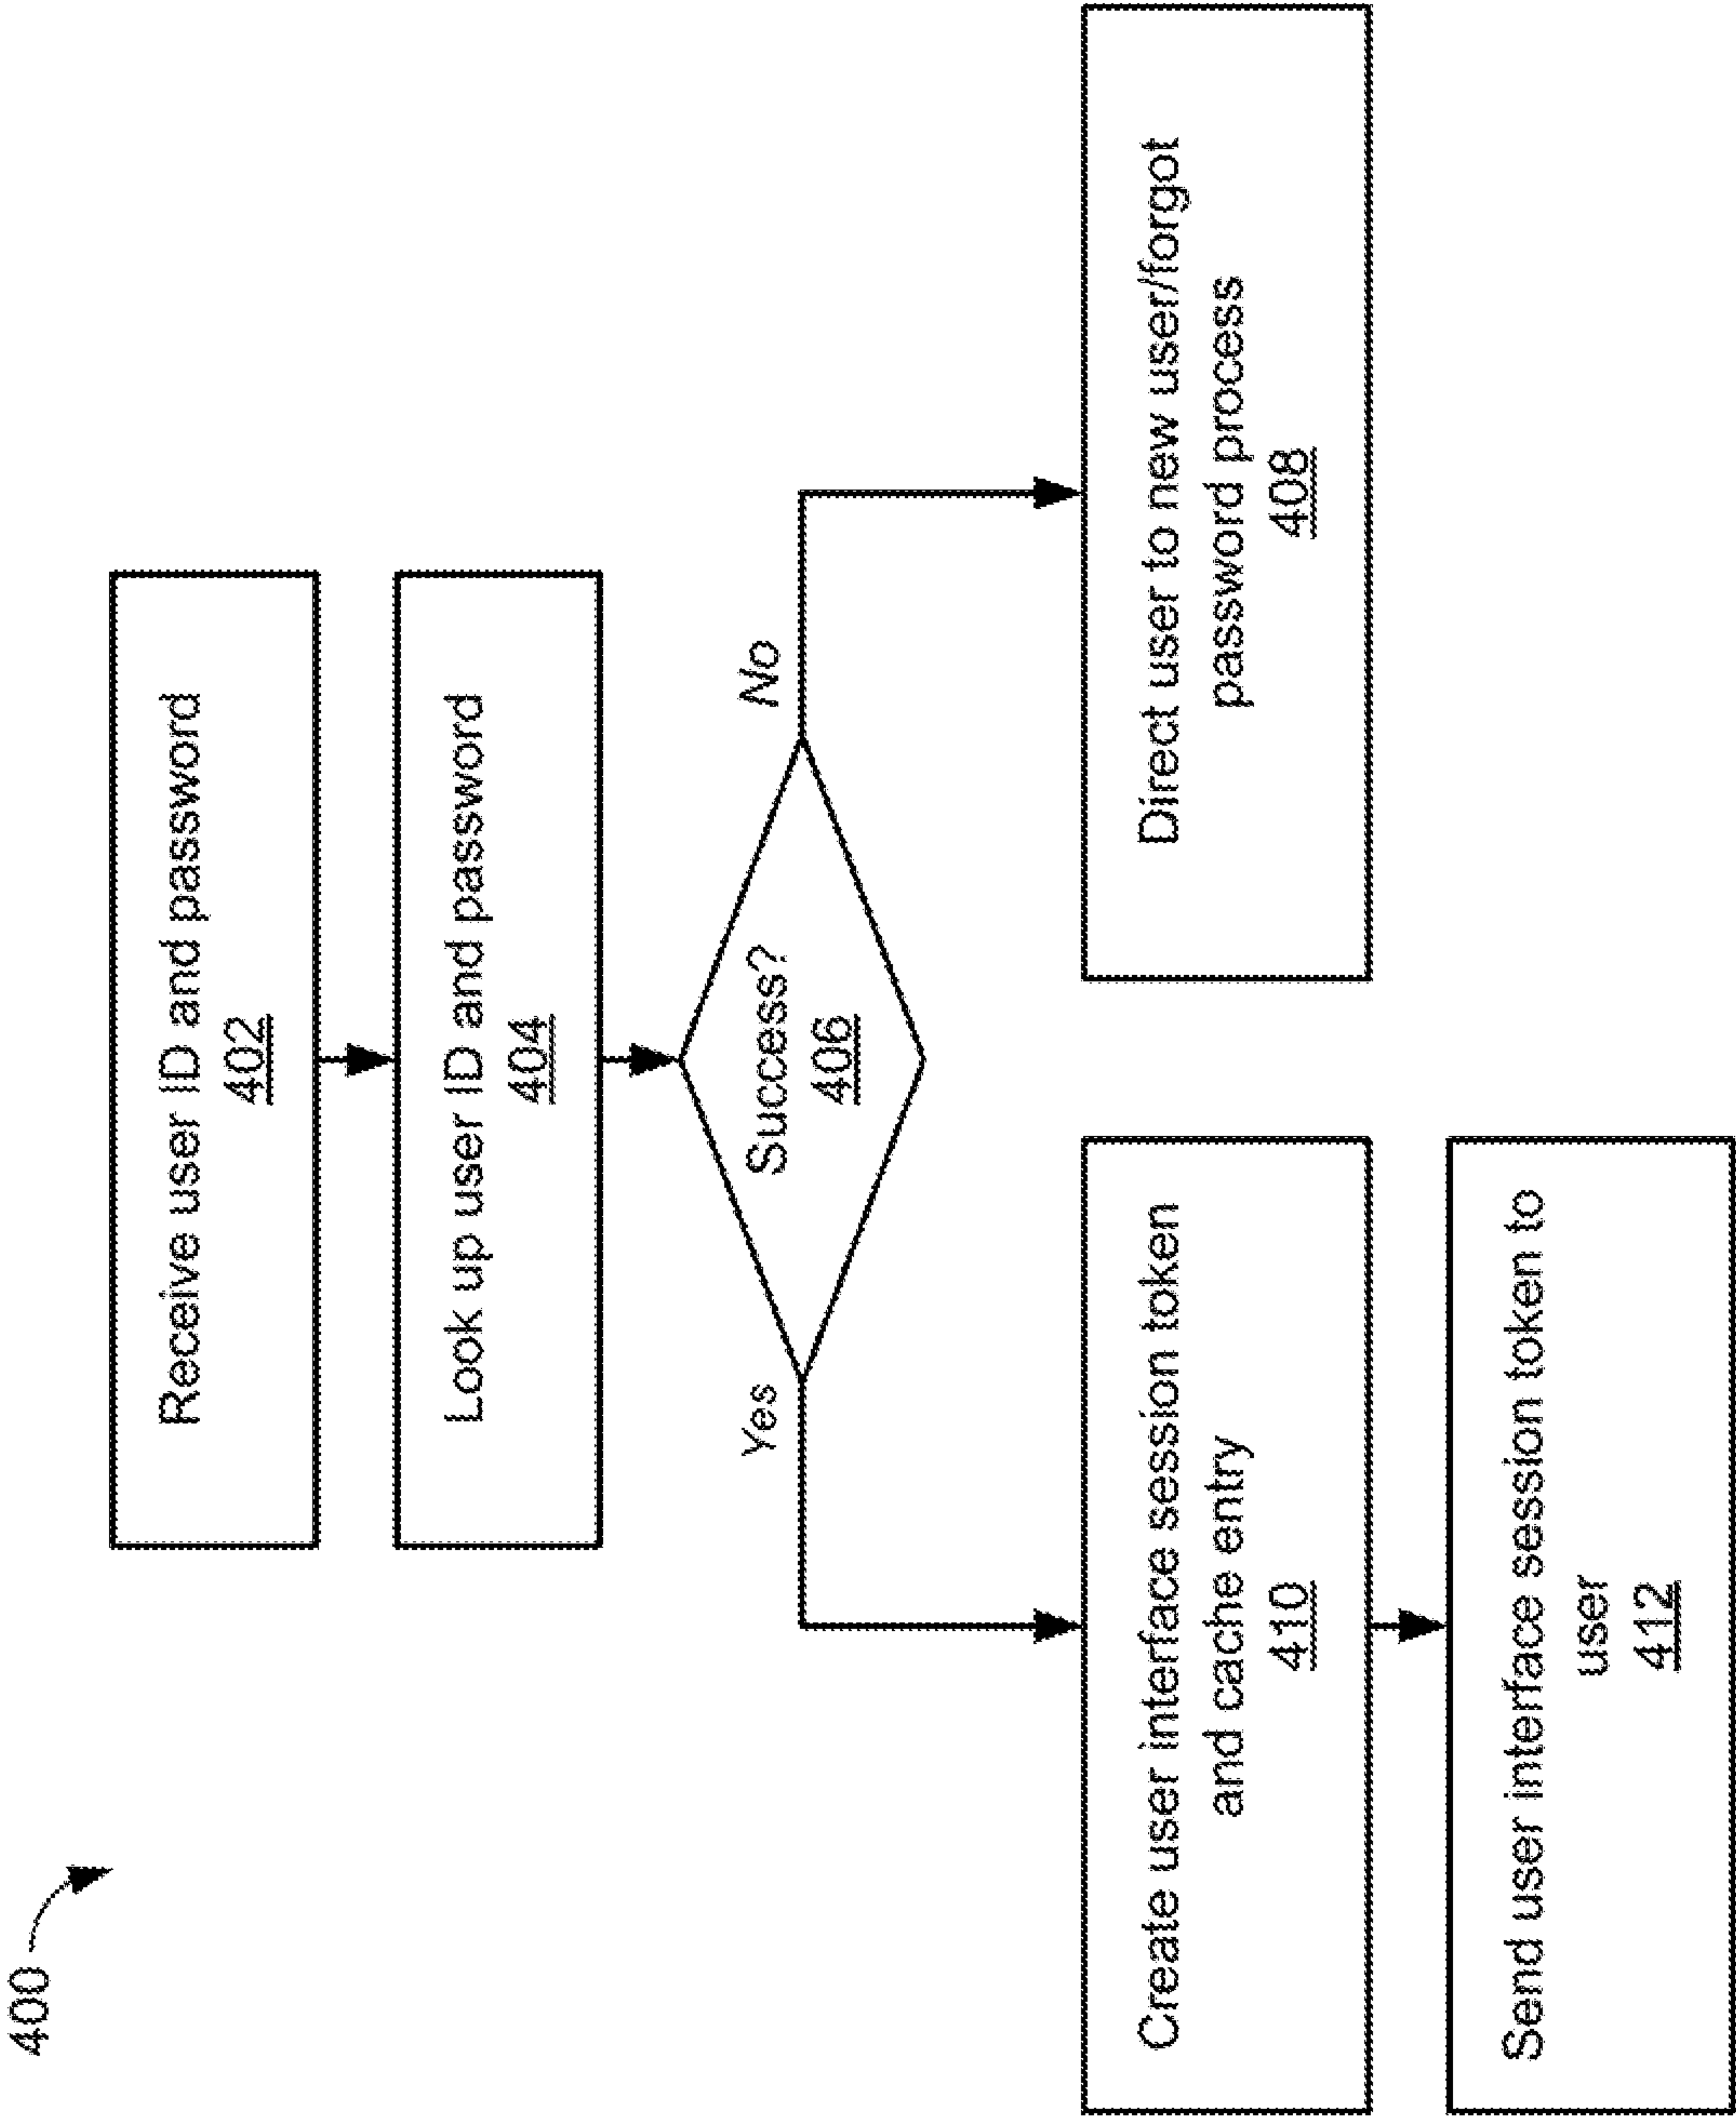 400
Receive user ID and password
402
Look up user ID and password
404
Success?
406
Yes
No
Direct user to new user/forgot
password process
408
Create user interface session token
and cache entry
410
Send user interface session token to
user
412